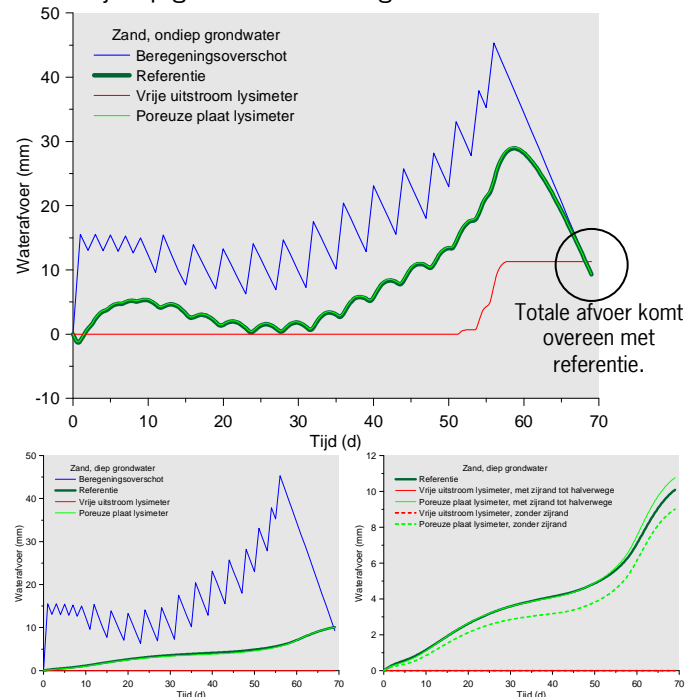 50
40
30
20
10
0
-10
Waterafvoer (mm)
Zand, ondiep grondwater
Beregeningsoverschot
Referentie
Vrije uitstroom lysimeter
Poreuze plaat lysimeter
0 10 20 30 40 50 60 70
Tijd (d)
Totale afvoer komt
overeen met
referentie.
50
40
30
20
10
0
Waterafvoer (mm)
Zand, diep grondwater
Beregeningsoverschot
Referentie
Vrije uitstroom lysimeter
Poreuze plaat lysimeter
0 10 20 30 40 50 60 70
Tijd (d)
12
10
8
6
4
2
0
Waterafvoer (mm)
Zand, diep grondwater
Referentie
Vrije uitstroom lysimeter, met zijrand tot halverwege
Poreuze plaat lysimeter, met zijrand tot halverwege
Vrije uitstroom lysimeter, zonder zijrand
Poreuze plaat lysimeter, zonder zijrand
0 10 20 30 40 50 60 70
Tijd (d)